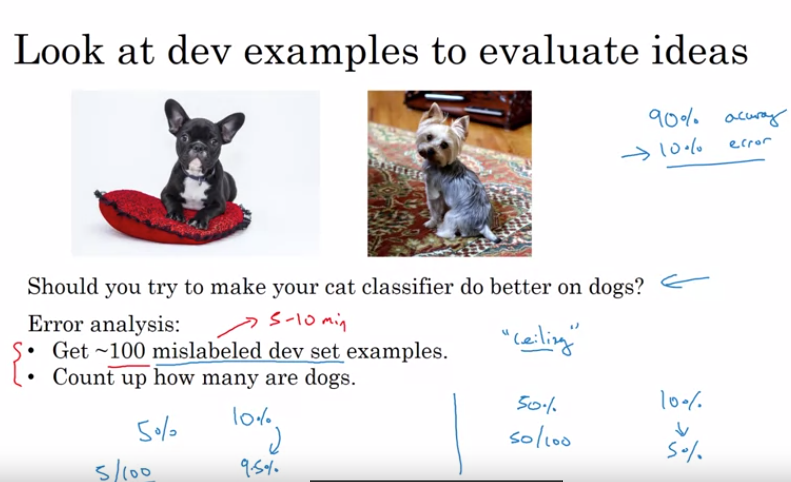 Look at dev examples to evaluate ideas
90% accuracy
→ 10% error
Should you try to make your cat classifier do better on dogs? ←
Error analysis:
→ 5-10 min
• Get ~100 mislabeled dev set examples.
• Count up how many are dogs.
"ceiling"
5% 10%
5/100 9.5%
50% 10%
50/100 5%